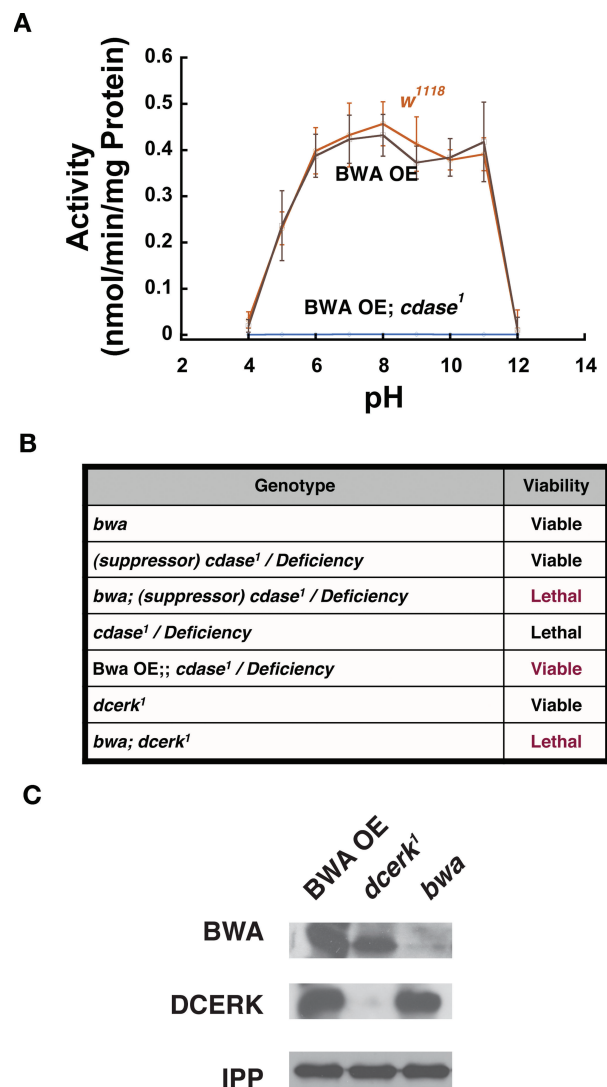 A
Activity
(nmol/min/mg Protein)
0.6
0.5
0.4
0.3
0.2
0.1
0
w1118
BWA OE
BWA OE; cdase1
2 4 6 8 10 12 14
pH
B
Genotype Viability
bwa Viable
(suppressor) cdase1 / Deficiency Viable
bwa; (suppressor) cdase1 / Deficiency Lethal
cdase1 / Deficiency Lethal
Bwa OE;; cdase1 / Deficiency Viable
dcerk1 Viable
bwa; dcerk1 Lethal
C
BWA OE
dcerk1
bwa
BWA
DCERK
IPP